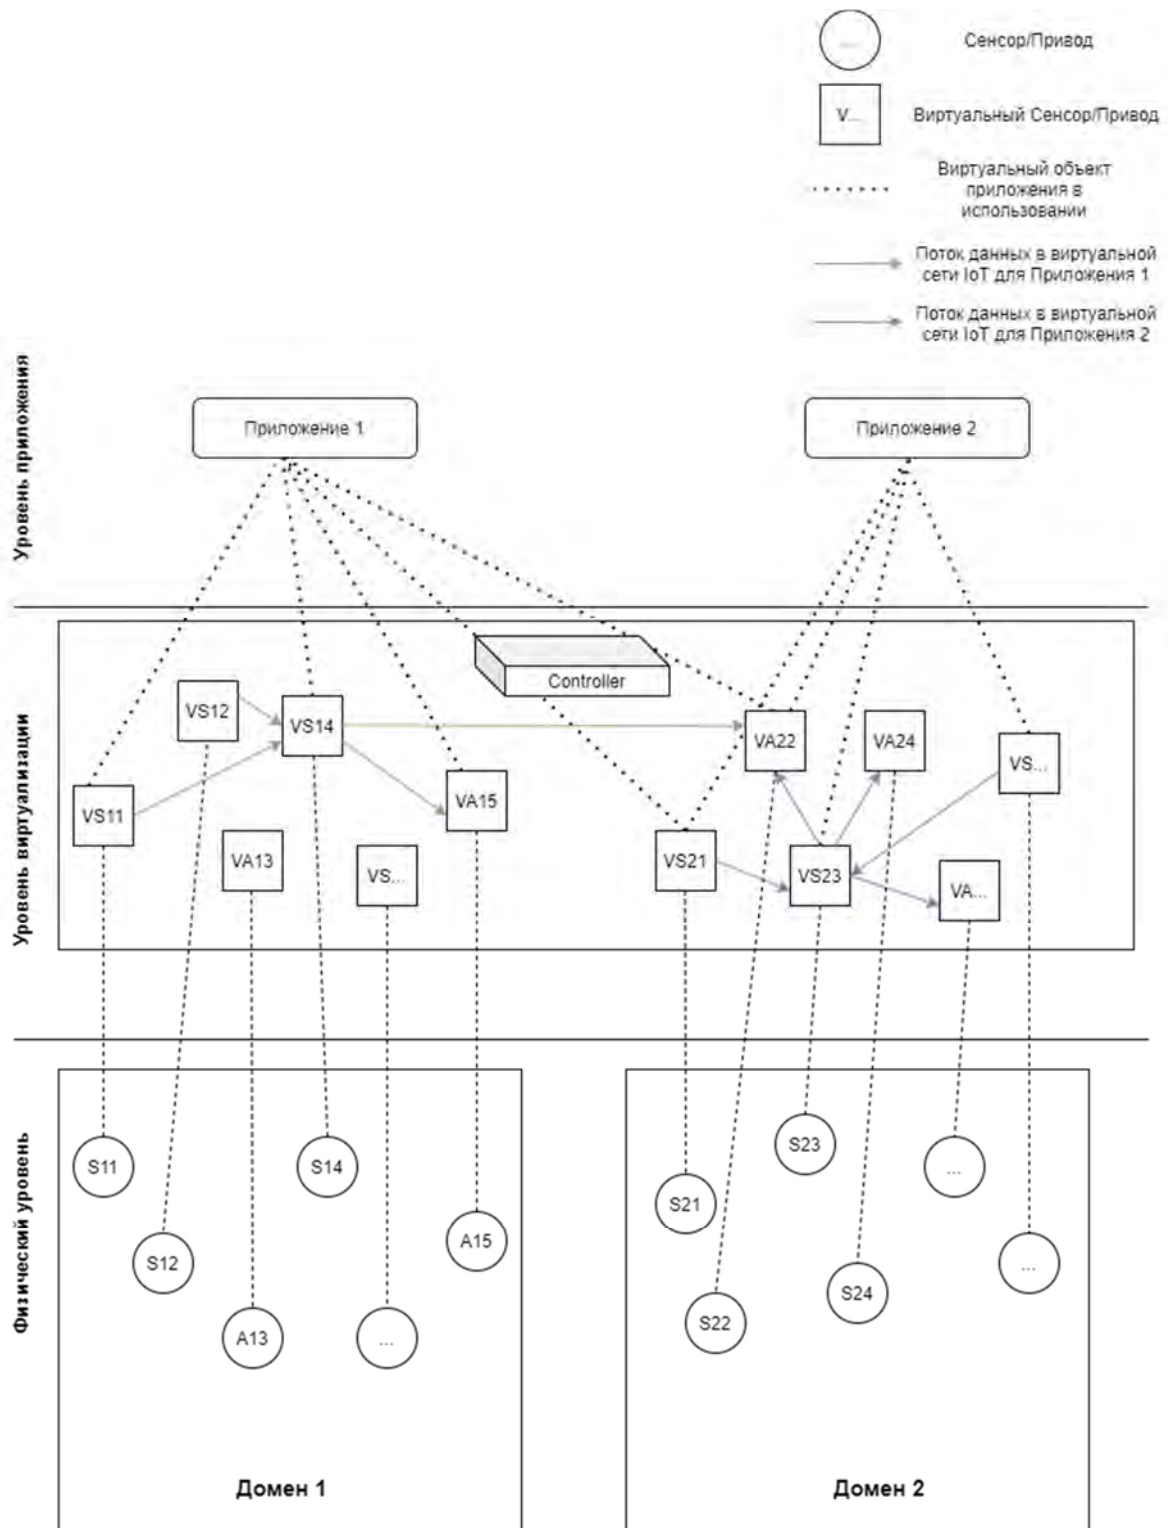 ...
Сенсор/Привод
V...
Виртуальный Сенсор/Привод
Виртуальный объект
приложения в
использовании
Поток данных в виртуальной
сети IoT для Приложения 1
Поток данных в виртуальной
сети IoT для Приложения 2
Уровень приложения
Приложение 1
Приложение 2
Уровень виртуализации
Controller
VS12
VS14
VA22
VA24
VS...
VS11
VA15
VA13
VS...
VS21
VS23
VA...
Физический уровень
S11
S14
S23
...
S21
A15
S12
...
S24
S22
A13
...
Домен 1
Домен 2